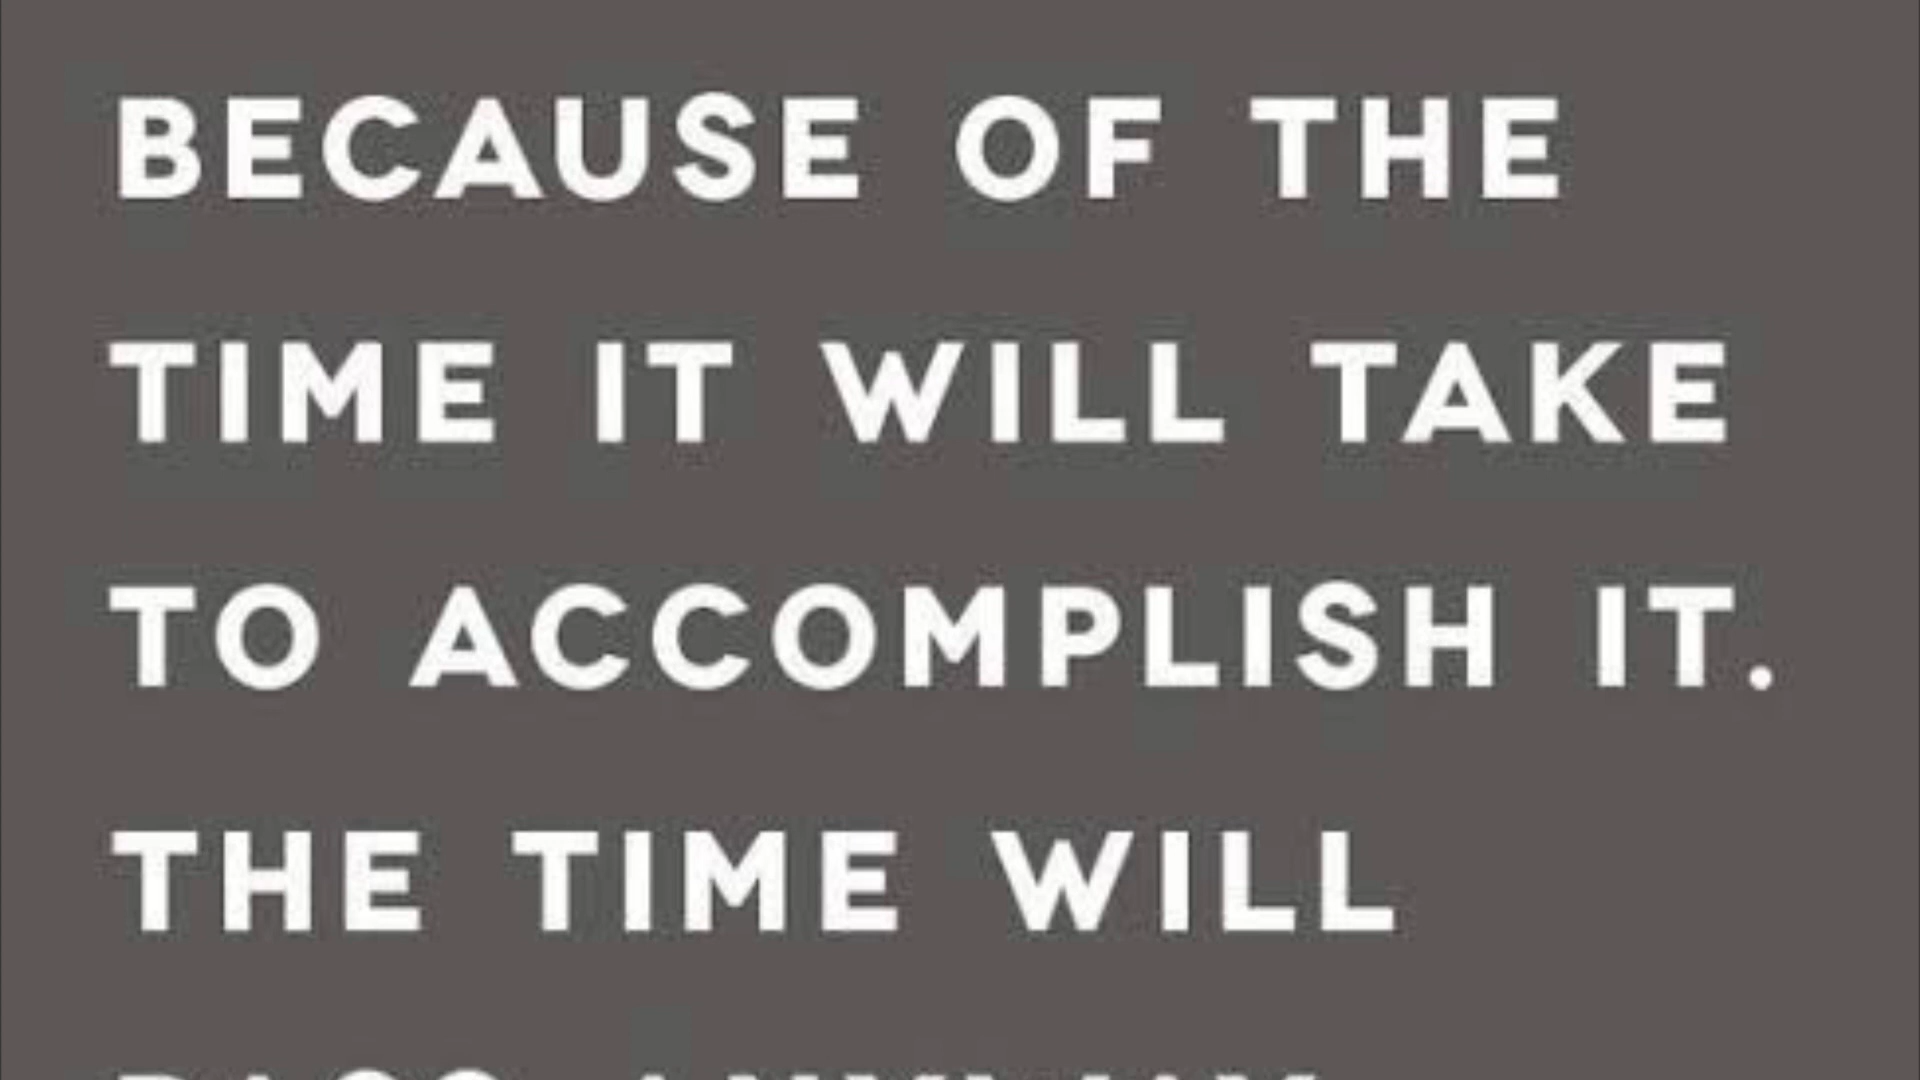 BECAUSE OF THE
TIME IT WILL TAKE
TO ACCOMPLISH IT.
THE TIME WILL